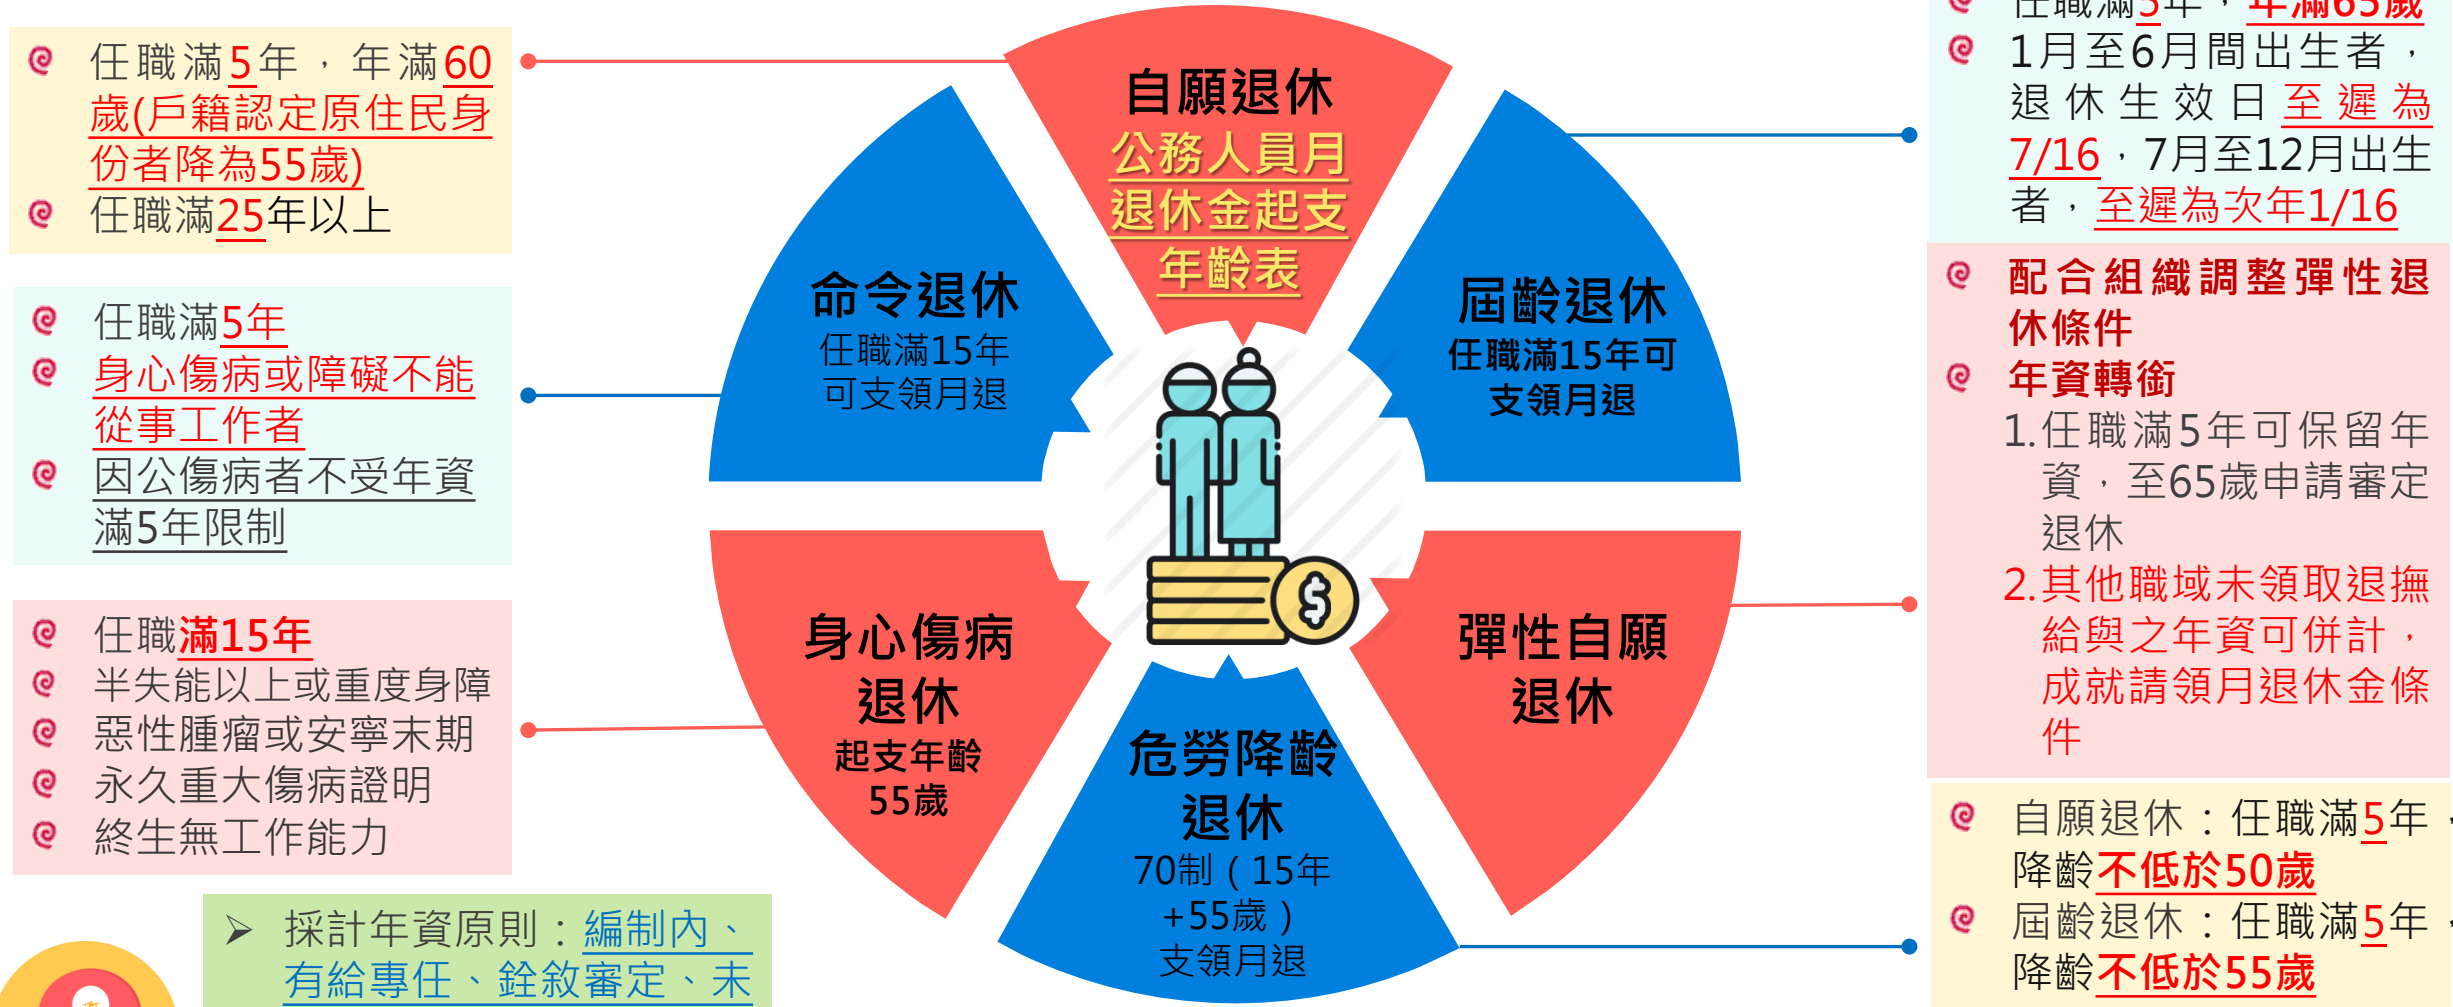 任職滿5年，年滿60
歲(戶籍認定原住民身
份者降為55歲)
任職滿25年以上
任職滿5年
身心傷病或障礙不能
從事工作者
因公傷病者不受年資
滿5年限制
任職滿15年
半失能以上或重度身障
惡性腫瘤或安寧末期
永久重大傷病證明
終生無工作能力
採計年資原則：編制內、
有給專任、銓敘審定、未
自願退休
公務人員月
退休金起支
年齡表
命令退休
任職滿15年
可支領月退
屆齡退休
任職滿15年可
支領月退
身心傷病
退休
起支年齡
55歲
彈性自願
退休
危勞降齡
退休
70制（15年
+55歲）
支領月退
任職滿5年，年滿65歲
1月至6月間出生者，
退休生效日至遲為
7/16，7月至12月出生
者，至遲為次年1/16
配合組織調整彈性退
休條件
年資轉銜
1.任職滿5年可保留年
資，至65歲申請審定
退休
2.其他職域未領取退撫
給與之年資可併計，
成就請領月退休金條
件
自願退休：任職滿5年，
降齡不低於50歲
屆齡退休：任職滿5年，
降齡不低於55歲